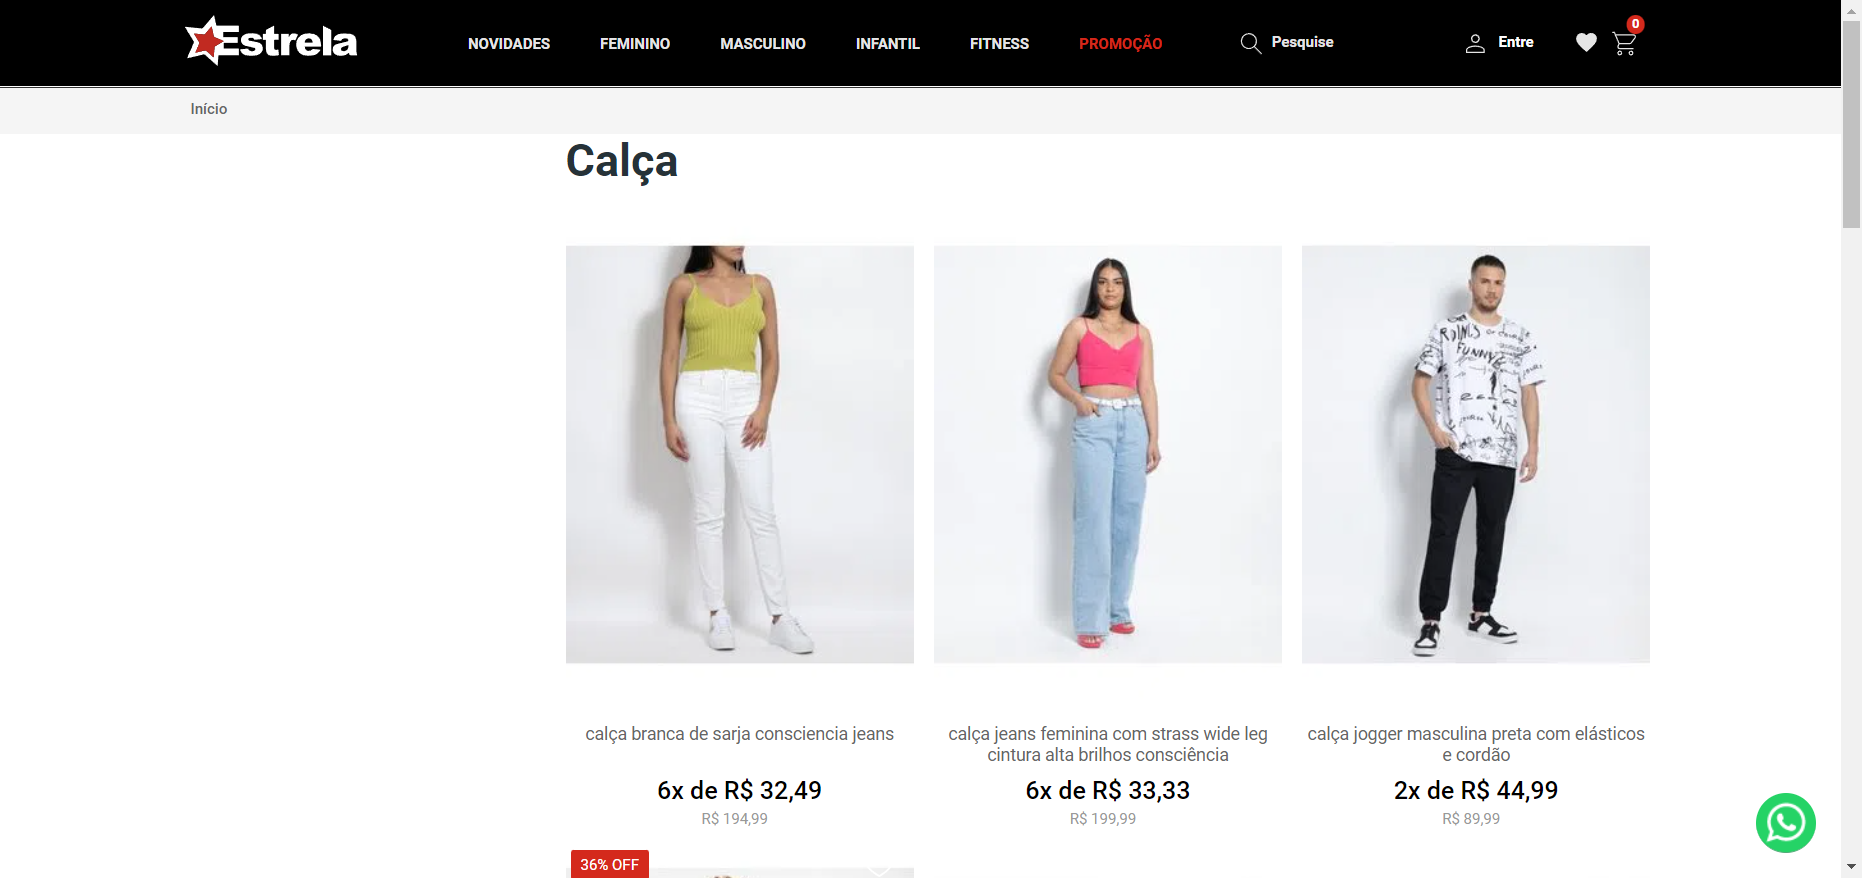 Estrela
NOVIDADES
FEMININO
MASCULINO
INFANTIL
FITNESS
PROMOÇÃO
Pesquise
Entre
0
Início
Calça
FUNNY
calça branca de sarja consciencia jeans
6x de R$ 32,49
R$ 194,99
calça jeans feminina com strass wide leg
cintura alta brilhos consciência
6x de R$ 33,33
R$ 199,99
calça jogger masculina preta com elásticos
e cordão
2x de R$ 44,99
R$ 89,99
36% OFF